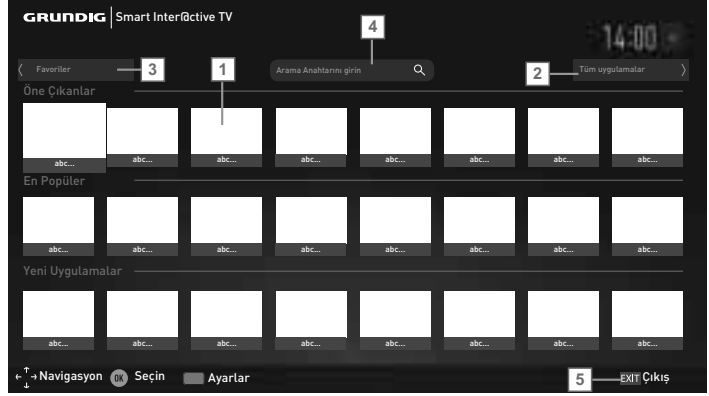 GRUNDIG Smart Inter@ctive TV
14:00
4
Favoriler
3
1
Arama Anahtarını girin
2
Tüm uygulamalar
Öne Çıkanlar
abc... abc... abc... abc... abc... abc... abc... abc...
En Popüler
abc... abc... abc... abc... abc... abc... abc... abc...
Yeni Uygulamalar
abc... abc... abc... abc... abc... abc... abc... abc...
Navigasyon OK Seçin Ayarlar 5 EXIT Çıkış